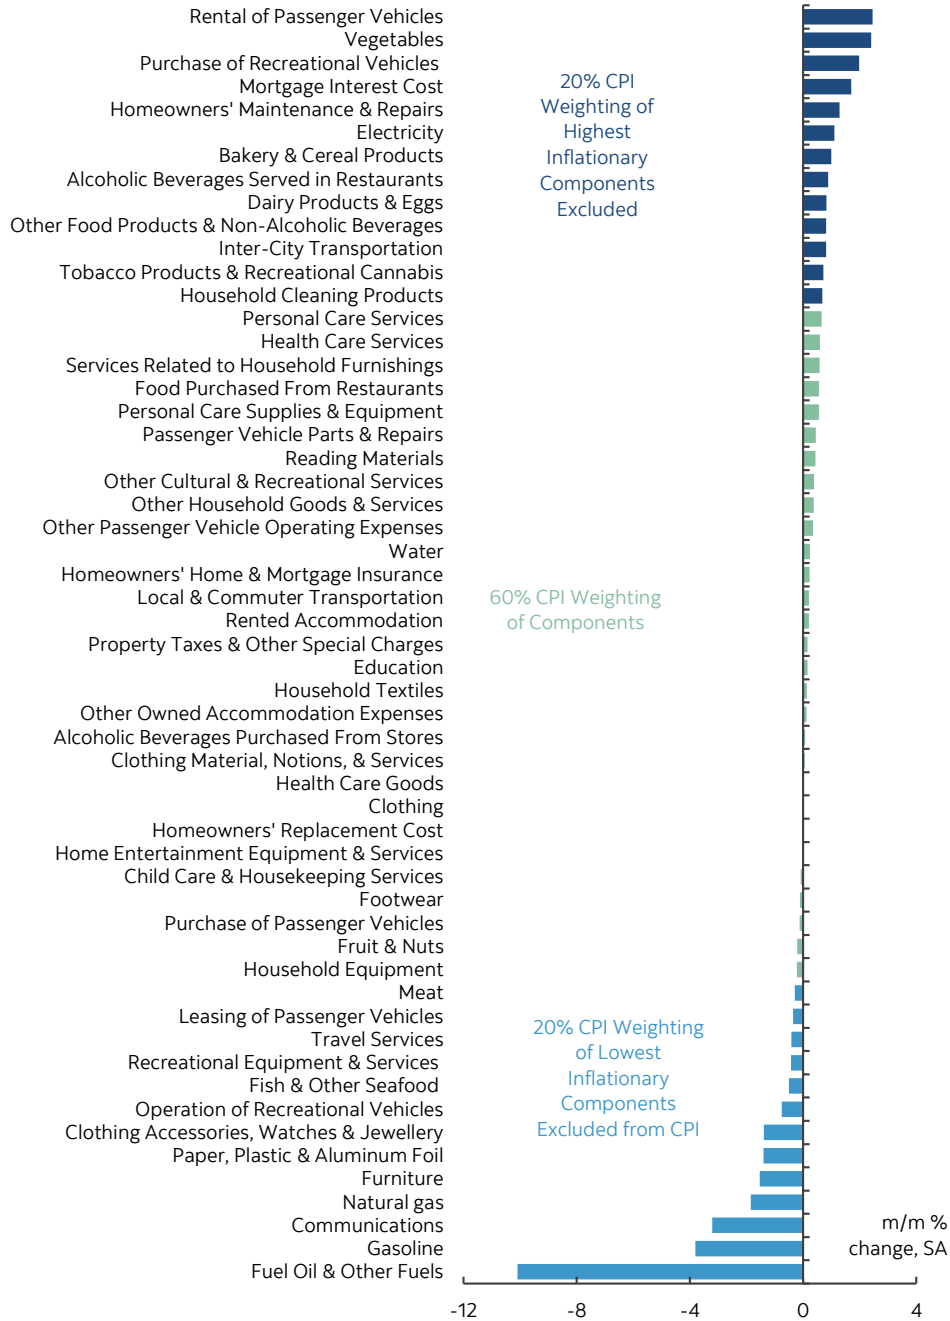 Rental of Passenger Vehicles
Vegetables
Purchase of Recreational Vehicles
Mortgage Interest Cost
Homeowners' Maintenance & Repairs
Electricity
Bakery & Cereal Products
Alcoholic Beverages Served in Restaurants
Dairy Products & Eggs
Other Food Products & Non-Alcoholic Beverages
Inter-City Transportation
Tobacco Products & Recreational Cannabis
Household Cleaning Products
Personal Care Services
Health Care Services
Services Related to Household Furnishings
Food Purchased From Restaurants
Personal Care Supplies & Equipment
Passenger Vehicle Parts & Repairs
Reading Materials
Other Cultural & Recreational Services
Other Household Goods & Services
Other Passenger Vehicle Operating Expenses
Water
Homeowners' Home & Mortgage Insurance
Local & Commuter Transportation
Rented Accommodation
Property Taxes & Other Special Charges
Education
Household Textiles
Other Owned Accommodation Expenses
Alcoholic Beverages Purchased From Stores
Clothing Material, Notions, & Services
Health Care Goods
Clothing
Homeowners' Replacement Cost
Home Entertainment Equipment & Services
Child Care & Housekeeping Services
Footwear
Purchase of Passenger Vehicles
Fruit & Nuts
Household Equipment
Meat
Leasing of Passenger Vehicles
Travel Services
Recreational Equipment & Services
Fish & Other Seafood
Operation of Recreational Vehicles
Clothing Accessories, Watches & Jewellery
Paper, Plastic & Aluminum Foil
Furniture
Natural gas
Communications
Gasoline
Fuel Oil & Other Fuels
20% CPI
Weighting of
Highest
Inflationary
Components
Excluded
60% CPI Weighting
of Components
20% CPI Weighting
of Lowest
Inflationary
Components
Excluded from CPI
m/m %
change, SA
-12 -8 -4 0 4